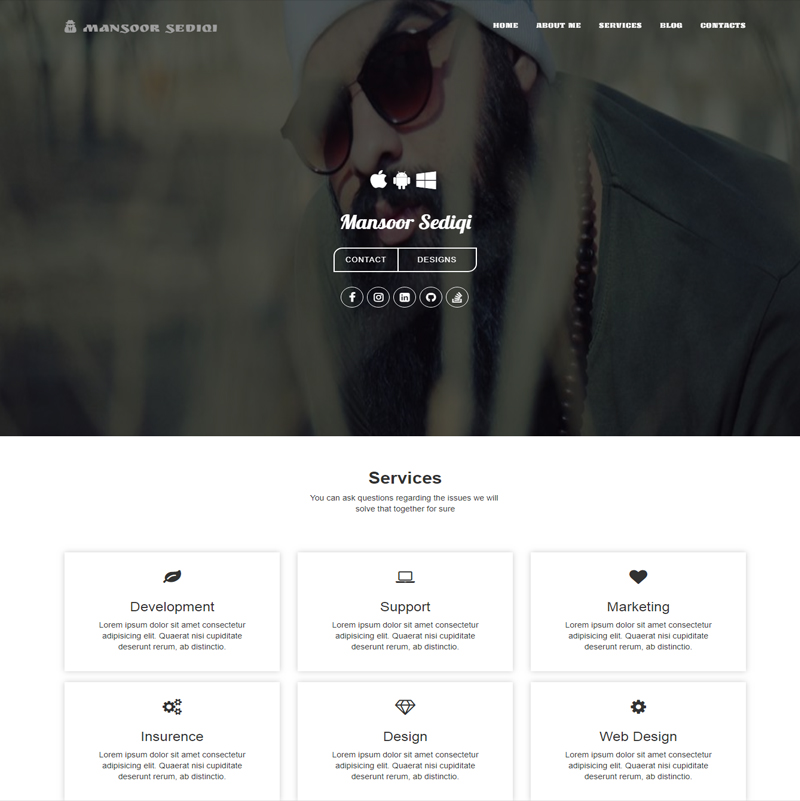 MANSOOR SEDIQI
HOME ABOUT ME SERVICES BLOG CONTACTS
Mansoor Sediqi
CONTACT DESIGNS
Services
You can ask questions regarding the issues we will
solve that together for sure
Development
Lorem ipsum dolor sit amet consectetur
adipisicing elit. Quaerat nisi cupiditate
deserunt rerum, ab distinctio.
Support
Lorem ipsum dolor sit amet consectetur
adipisicing elit. Quaerat nisi cupiditate
deserunt rerum, ab distinctio.
Marketing
Lorem ipsum dolor sit amet consectetur
adipisicing elit. Quaerat nisi cupiditate
deserunt rerum, ab distinctio.
Insurence
Lorem ipsum dolor sit amet consectetur
adipisicing elit. Quaerat nisi cupiditate
deserunt rerum, ab distinctio.
Design
Lorem ipsum dolor sit amet consectetur
adipisicing elit. Quaerat nisi cupiditate
deserunt rerum, ab distinctio.
Web Design
Lorem ipsum dolor sit amet consectetur
adipisicing elit. Quaerat nisi cupiditate
deserunt rerum, ab distinctio.